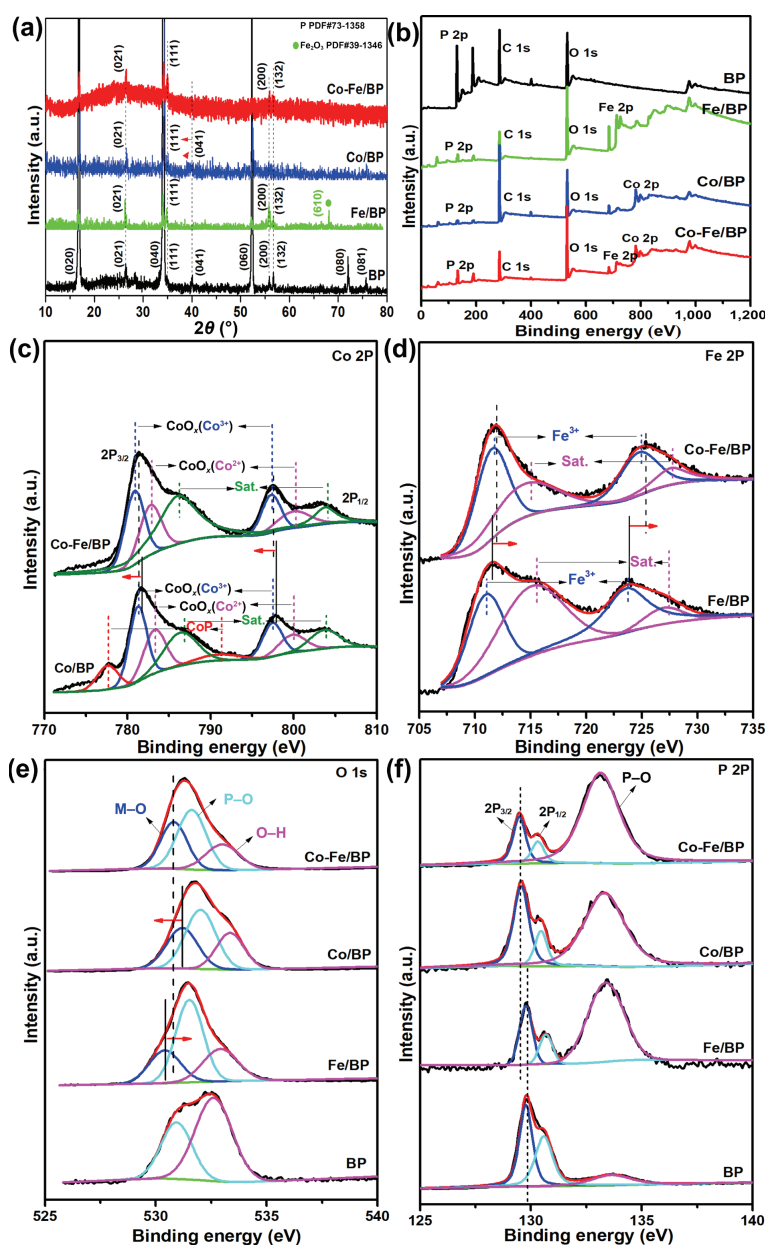 (a)
P PDF#73-1358
Fe₂O₃ PDF#39-1346
(021)
(111)
(200)
(132)
Co-Fe/BP
(021)
(111)
(041)
Co/BP
(021)
(111)
(200)
(132)
(610)
Fe/BP
(020)
(021)
(040)
(111)
(041)
(060)
(200)
(132)
(080)
(081)
BP
Intensity (a.u.)
10 20 30 40 50 60 70 80
2θ (°)
(b)
P 2p
C 1s
O 1s
BP
P 2p
C 1s
O 1s
Fe 2p
Fe/BP
P 2p
C 1s
O 1s
Co 2p
Co/BP
P 2p
C 1s
O 1s
Fe 2p
Co 2p
Co-Fe/BP
Intensity (a.u.)
0 200 400 600 800 1,000 1,200
Binding energy (eV)
(c)
Co 2P
CoOₓ(Co³⁺)
2P₃/₂
CoOₓ(Co²⁺)
Sat.
2P₁/₂
Co-Fe/BP
CoOₓ(Co³⁺)
CoOₓ(Co²⁺)
CoP
Sat.
Co/BP
Intensity (a.u.)
770 780 790 800 810
Binding energy (eV)
(d)
Fe 2P
Fe³⁺
Sat.
Co-Fe/BP
Sat.
Fe³⁺
Fe/BP
Intensity (a.u.)
705 710 715 720 725 730 735
Binding energy (eV)
(e)
O 1s
M–O
P–O
O–H
Co-Fe/BP
Co/BP
Fe/BP
BP
Intensity (a.u.)
525 530 535 540
Binding energy (eV)
(f)
P 2P
2P₃/₂
2P₁/₂
P–O
Co-Fe/BP
Co/BP
Fe/BP
BP
Intensity (a.u.)
125 130 135 140
Binding energy (eV)